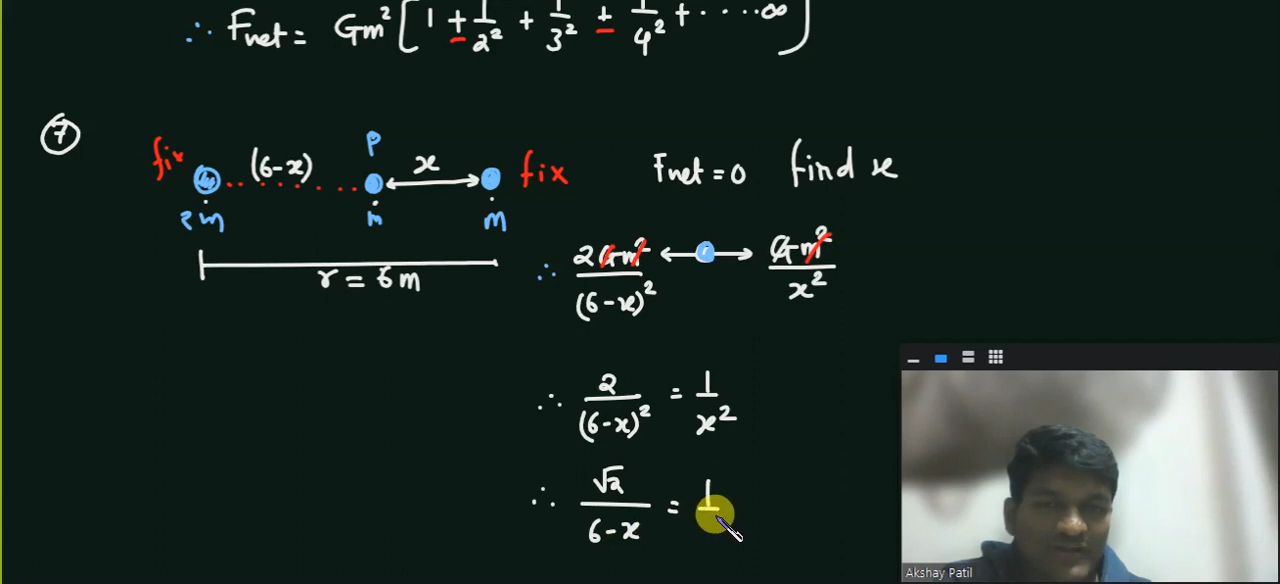 ∴ Fnet = Gm² [ 1 + 1/2² + 1/3² ± 1/4² + ....∞ )
7
fix (6-x) P x fix Fnet = 0 find x
2m m m
r = 6m
∴ 2Gm²/(6-x)² ←→ Gm²/x²
∴ 2/(6-x)² = 1/x²
∴ √2/6-x = 1
Akshay Patil